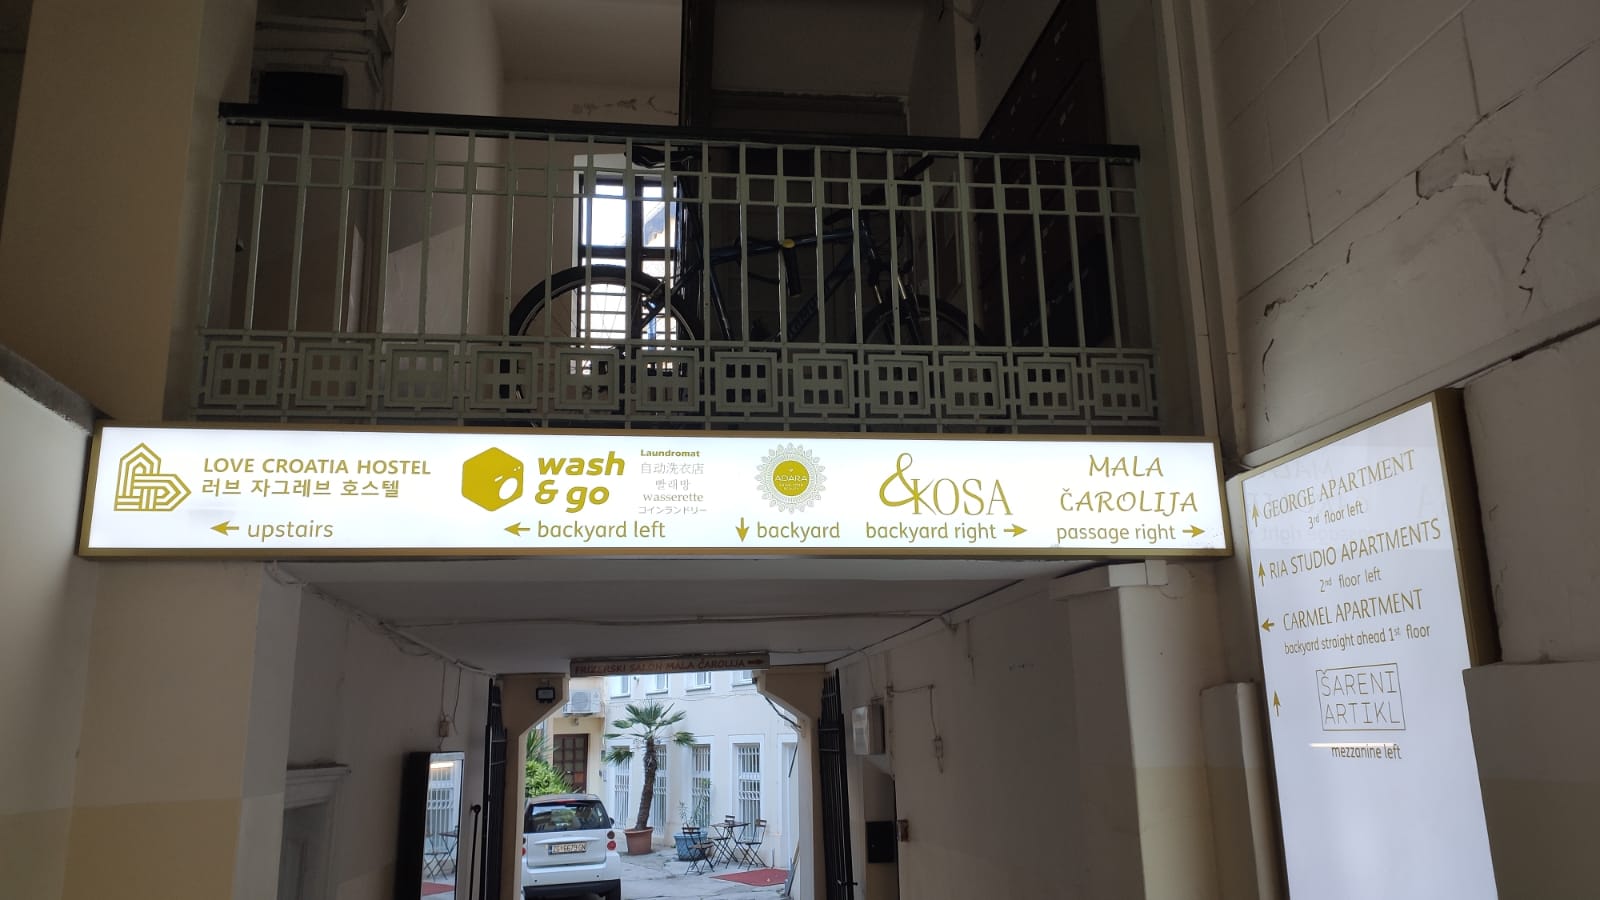 LOVE CROATIA HOSTEL
러브 자그레브 호스텔
← upstairs
wash
& go
Laundromat
自动洗衣店
빨래방
wasserette
コインランドリー
← backyard left
ADARA
↓ backyard
&KOSA
backyard right →
MALA
ČAROLIJA
passage right →
FRIZERSKI SALON MALA ČAROLIJA
↑ GEORGE APARTMENT
3rd floor left
↑ RIA STUDIO APARTMENTS
2nd floor left
← CARMEL APARTMENT
backyard straight ahead 1st floor
↑ ŠARENI
ARTIKL
mezzanine left